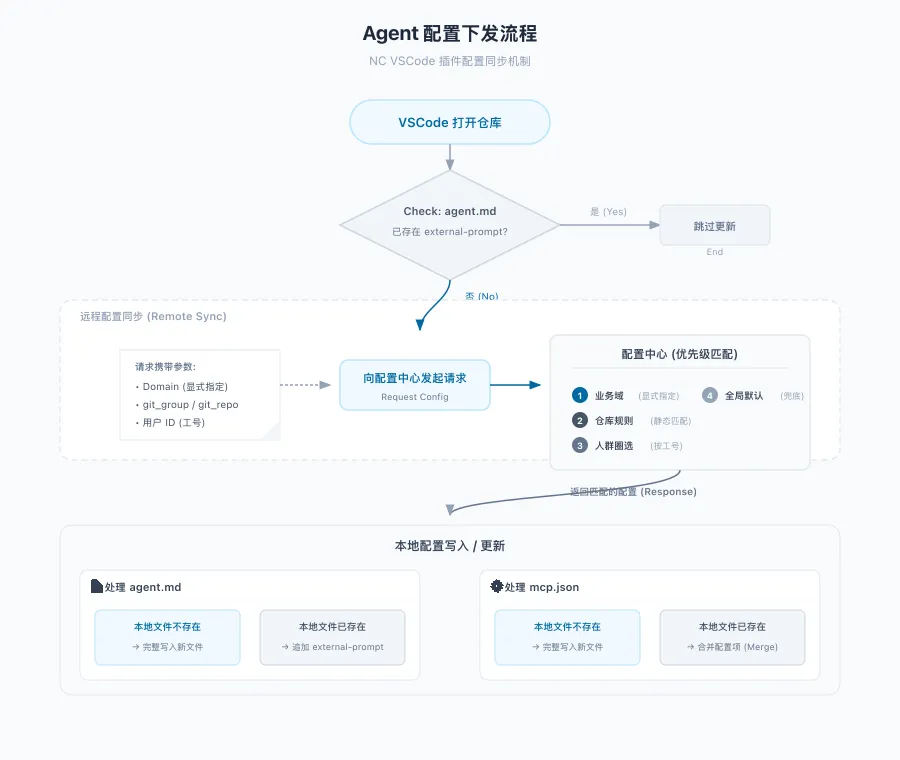 Agent 配置下发流程
NC VSCode 插件配置同步机制
VSCode 打开仓库
Check: agent.md
已存在 external-prompt?
是 (Yes)
跳过更新
End
否 (No)
远程配置同步 (Remote Sync)
请求携带参数:
• Domain (显式指定)
• git_group / git_repo
• 用户 ID (工号)
向配置中心发起请求
Request Config
配置中心 (优先级匹配)
1 业务域 (显式指定)
4 全局默认 (兜底)
2 仓库规则 (静态匹配)
3 人群圈选 (按工号)
返回匹配的配置 (Response)
本地配置写入 / 更新
处理 agent.md
本地文件不存在
→ 完整写入新文件
本地文件已存在
→ 追加 external-prompt
处理 mcp.json
本地文件不存在
→ 完整写入新文件
本地文件已存在
→ 合并配置项 (Merge)